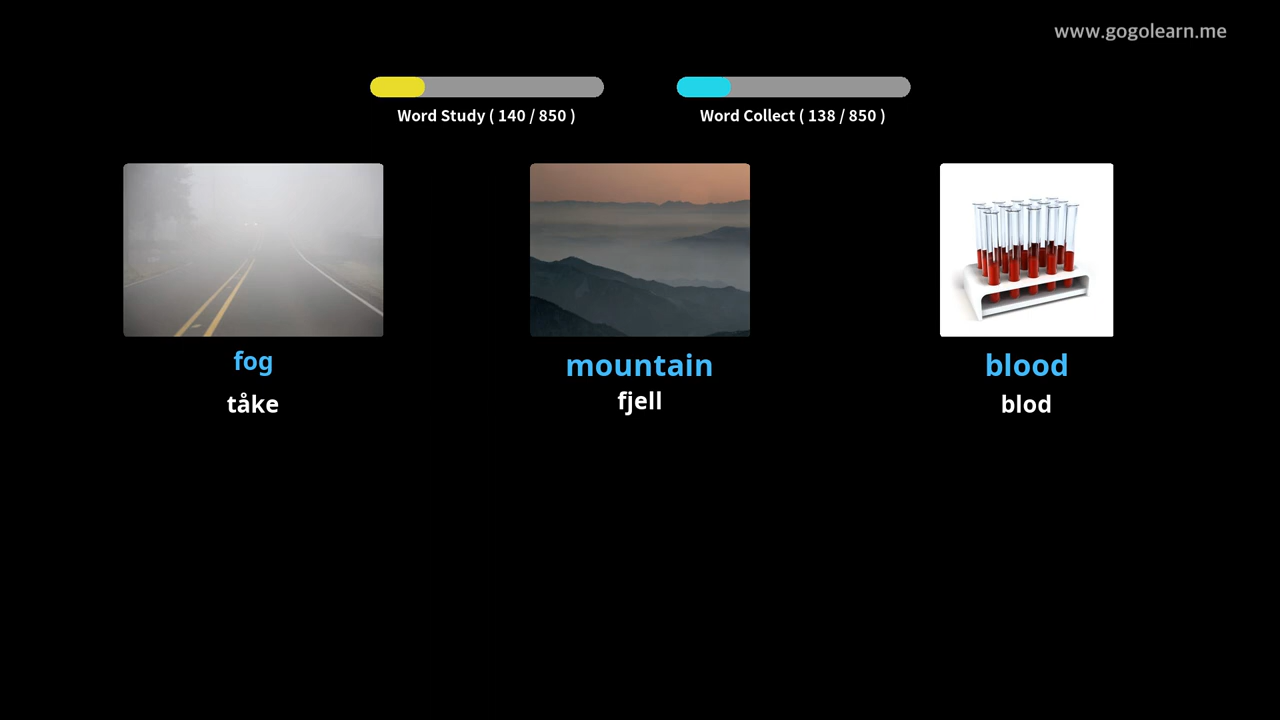 www.gogolearn.me
Word Study ( 140 / 850 )
Word Collect ( 138 / 850 )
fog
tåke
mountain
fjell
blood
blod